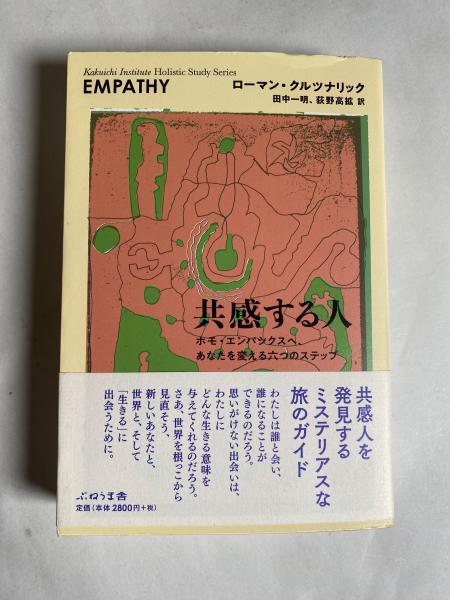 Kakuichi Institute Holistic Study Series
EMPATHY
ローマン・クルツナリック
田中一明、荻野高拡 訳
共感する人
ホモ・エンパシクスへ、
あなたを変える六つのステップ
共感人を
発見する
ミステリアスな
旅のガイド
わたしは誰と会い、
誰になることが
できるのだろう。
思いがけない出会いは、
わたしに
どんな生きる意味を
与えてくれるのだろう。
さあ、世界を根っこから
見直そう、
新しいあなたと、
世界と、そして
「生きる」に
出会うために。
ぷねうま舎
定価(本体2800円+税)